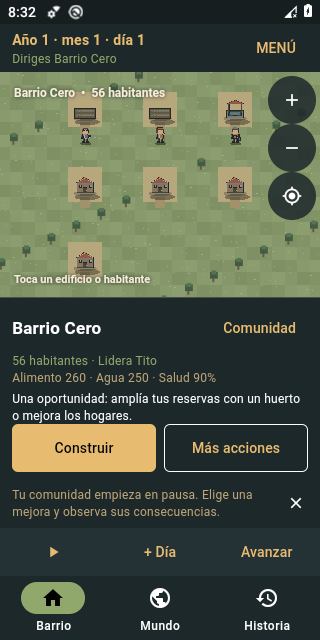 8:32
Año 1 · mes 1 · día 1
Diriges Barrio Cero
MENÚ
Barrio Cero • 56 habitantes
Toca un edificio o habitante
Barrio Cero
Comunidad
56 habitantes · Lidera Tito
Alimento 260 · Agua 250 · Salud 90%
Una oportunidad: amplía tus reservas con un huerto
o mejora los hogares.
Construir
Más acciones
Tu comunidad empieza en pausa. Elige una
mejora y observa sus consecuencias.
+ Día
Avanzar
Barrio
Mundo
Historia